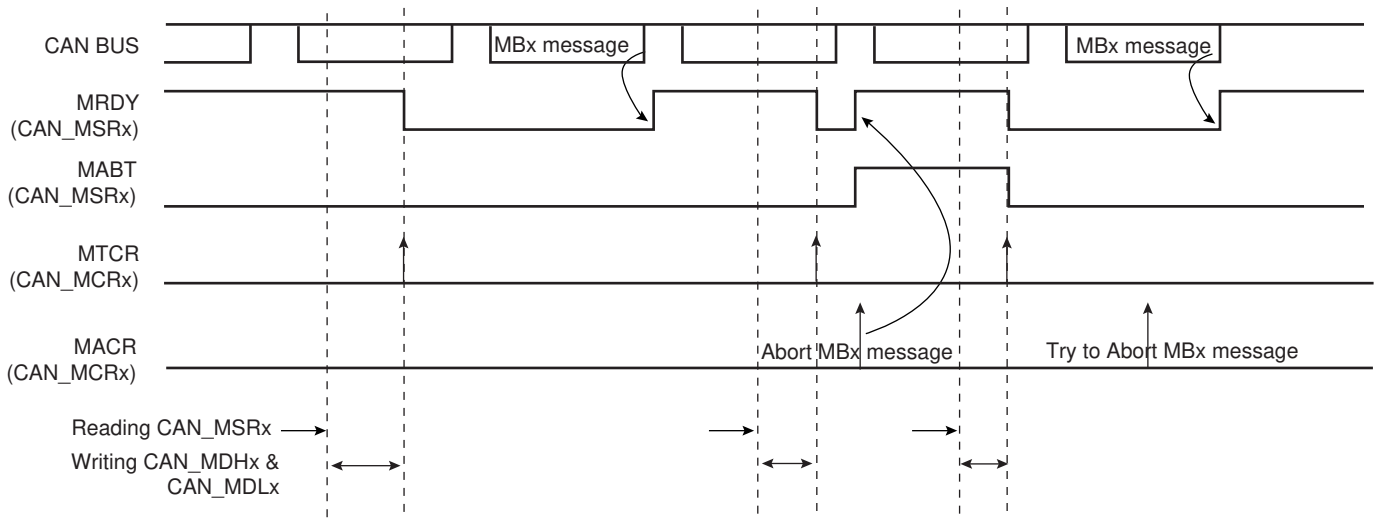 CAN BUS
MBx message
MBx message
MRDY
(CAN_MSRx)
MABT
(CAN_MSRx)
MTCR
(CAN_MCRx)
MACR
(CAN_MCRx)
Abort MBx message
Try to Abort MBx message
Reading CAN_MSRx
Writing CAN_MDHx &
CAN_MDLx